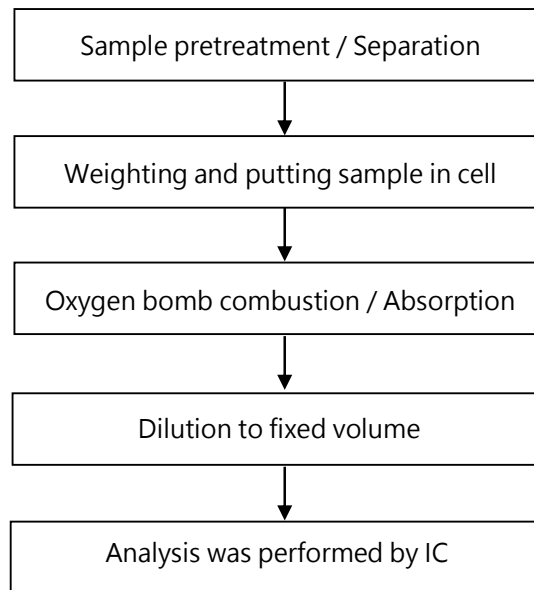 Sample pretreatment / Separation
Weighting and putting sample in cell
Oxygen bomb combustion / Absorption
Dilution to fixed volume
Analysis was performed by IC